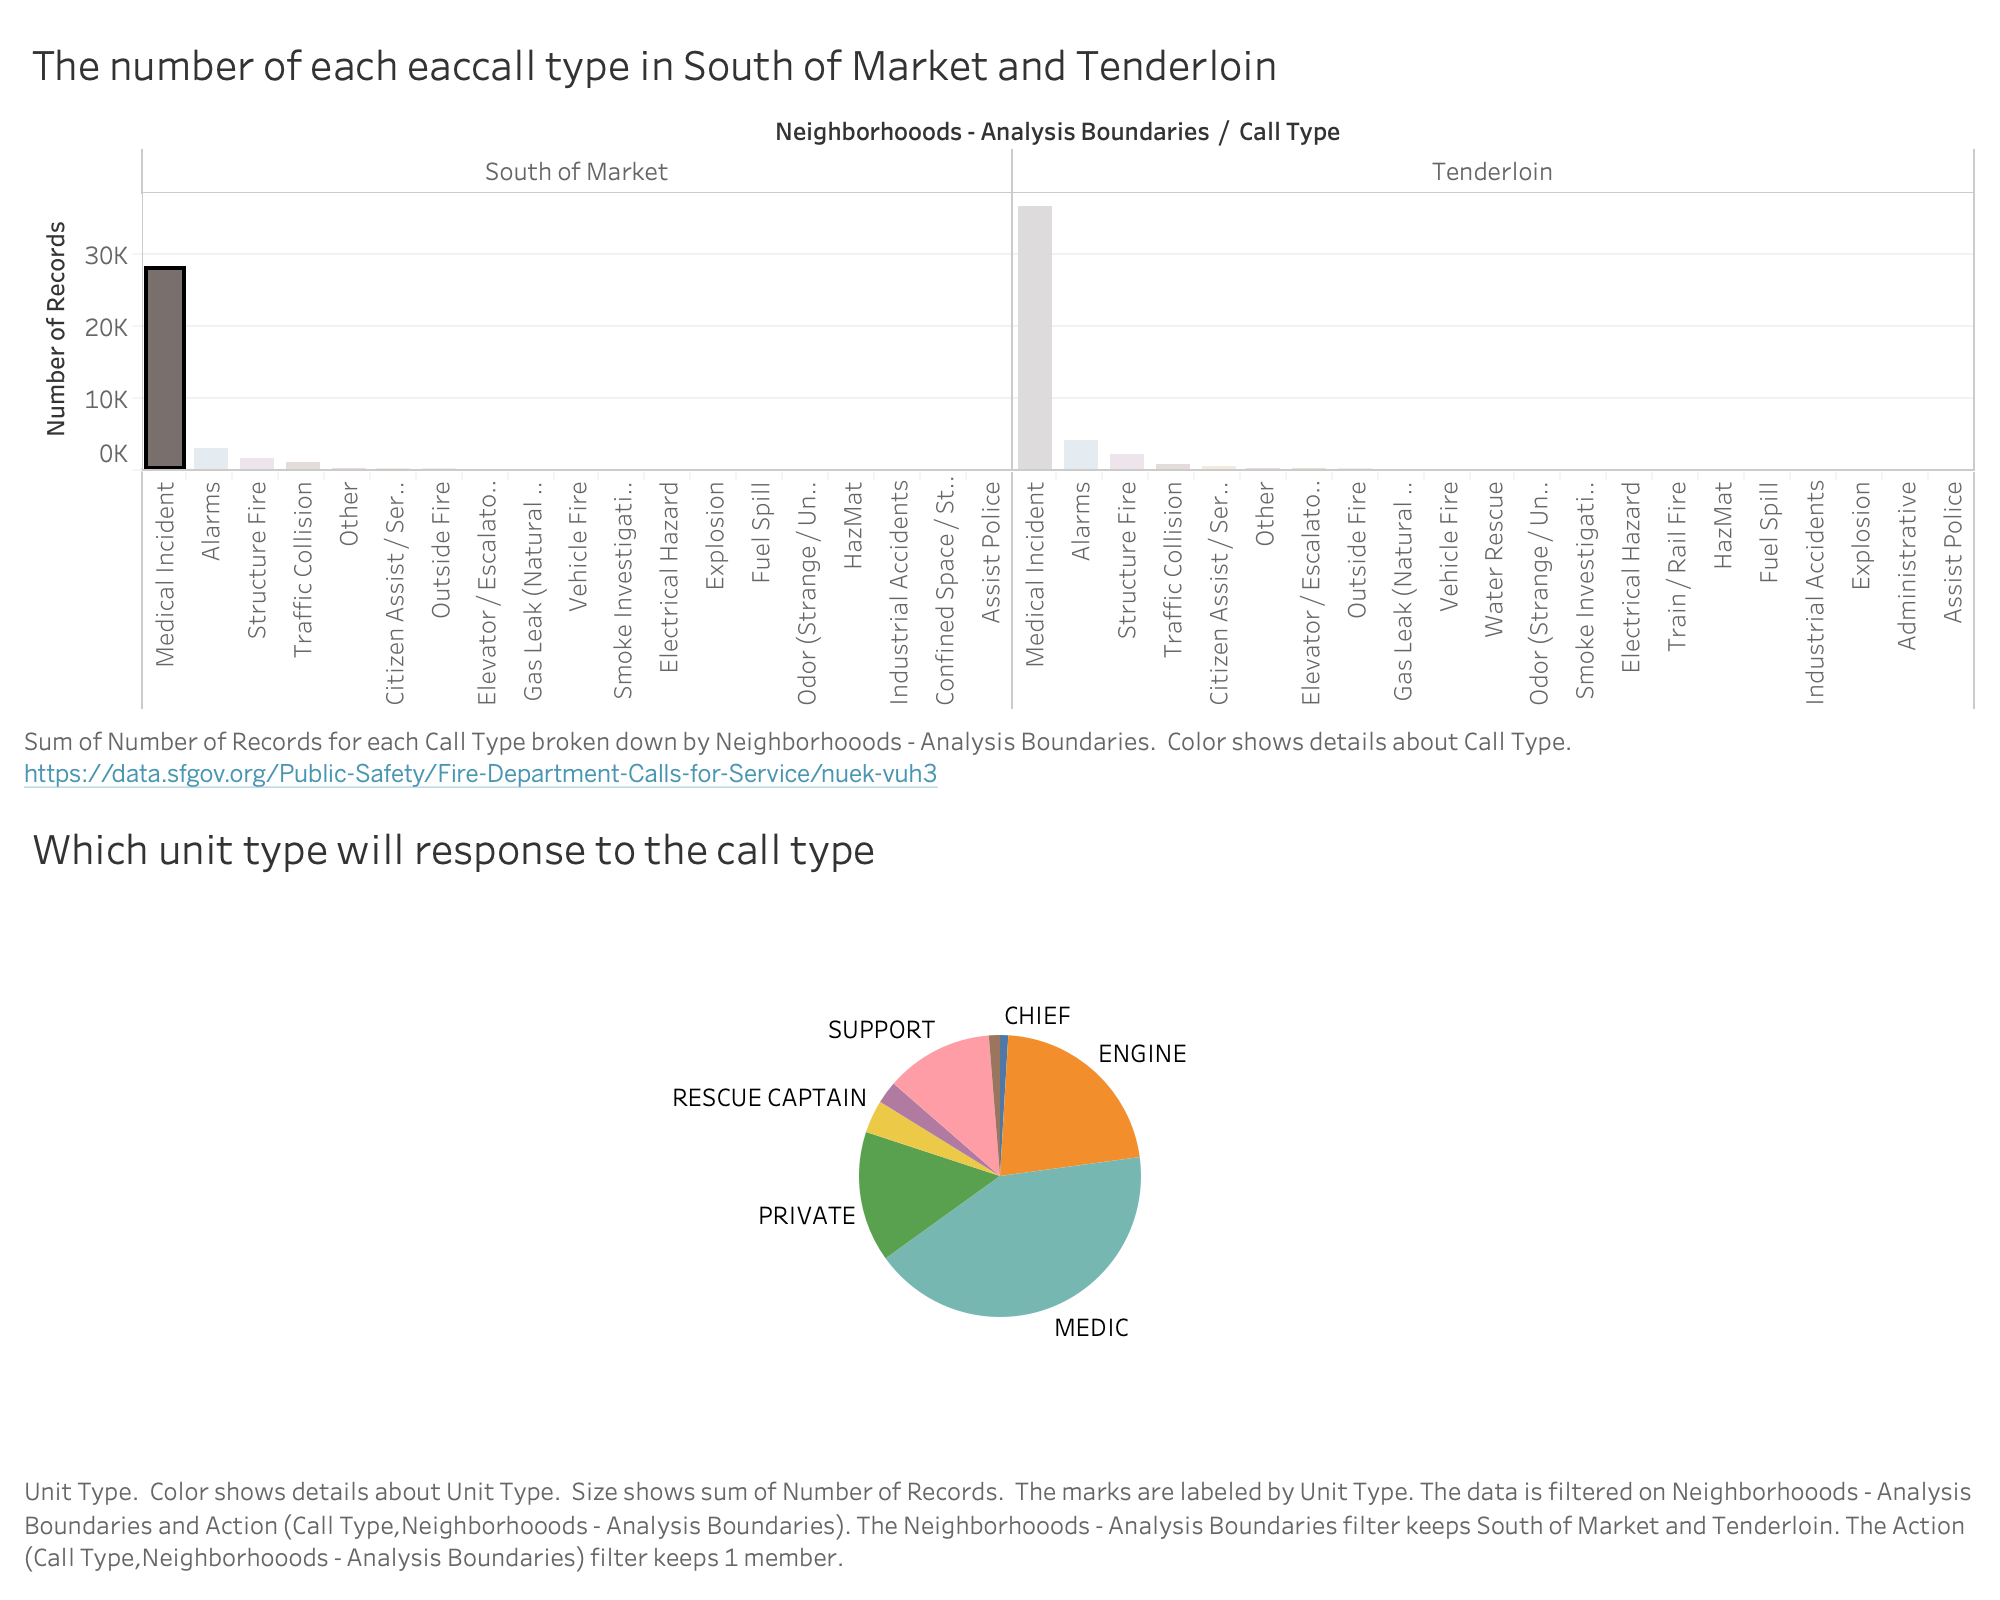 The number of each eaccall type in South of Market and Tenderloin
Neighborhooods - Analysis Boundaries / Call Type
South of Market
Tenderloin
Number of Records
30K
20K
10K
0K
Medical Incident
Alarms
Structure Fire
Traffic Collision
Other
Citizen Assist / Ser..
Outside Fire
Elevator / Escalato..
Gas Leak (Natural ..
Vehicle Fire
Smoke Investigati..
Electrical Hazard
Explosion
Fuel Spill
Odor (Strange / Un..
HazMat
Industrial Accidents
Confined Space / St..
Assist Police
Medical Incident
Alarms
Structure Fire
Traffic Collision
Citizen Assist / Ser..
Other
Elevator / Escalato..
Outside Fire
Gas Leak (Natural ..
Vehicle Fire
Water Rescue
Odor (Strange / Un..
Smoke Investigati..
Electrical Hazard
Train / Rail Fire
HazMat
Fuel Spill
Industrial Accidents
Explosion
Administrative
Assist Police
Sum of Number of Records for each Call Type broken down by Neighborhooods - Analysis Boundaries.  Color shows details about Call Type.
https://data.sfgov.org/Public-Safety/Fire-Department-Calls-for-Service/nuek-vuh3
Which unit type will response to the call type
CHIEF
SUPPORT
ENGINE
RESCUE CAPTAIN
PRIVATE
MEDIC
Unit Type.  Color shows details about Unit Type.  Size shows sum of Number of Records.  The marks are labeled by Unit Type. The data is filtered on Neighborhooods - Analysis
Boundaries and Action (Call Type,Neighborhooods - Analysis Boundaries). The Neighborhooods - Analysis Boundaries filter keeps South of Market and Tenderloin. The Action
(Call Type,Neighborhooods - Analysis Boundaries) filter keeps 1 member.